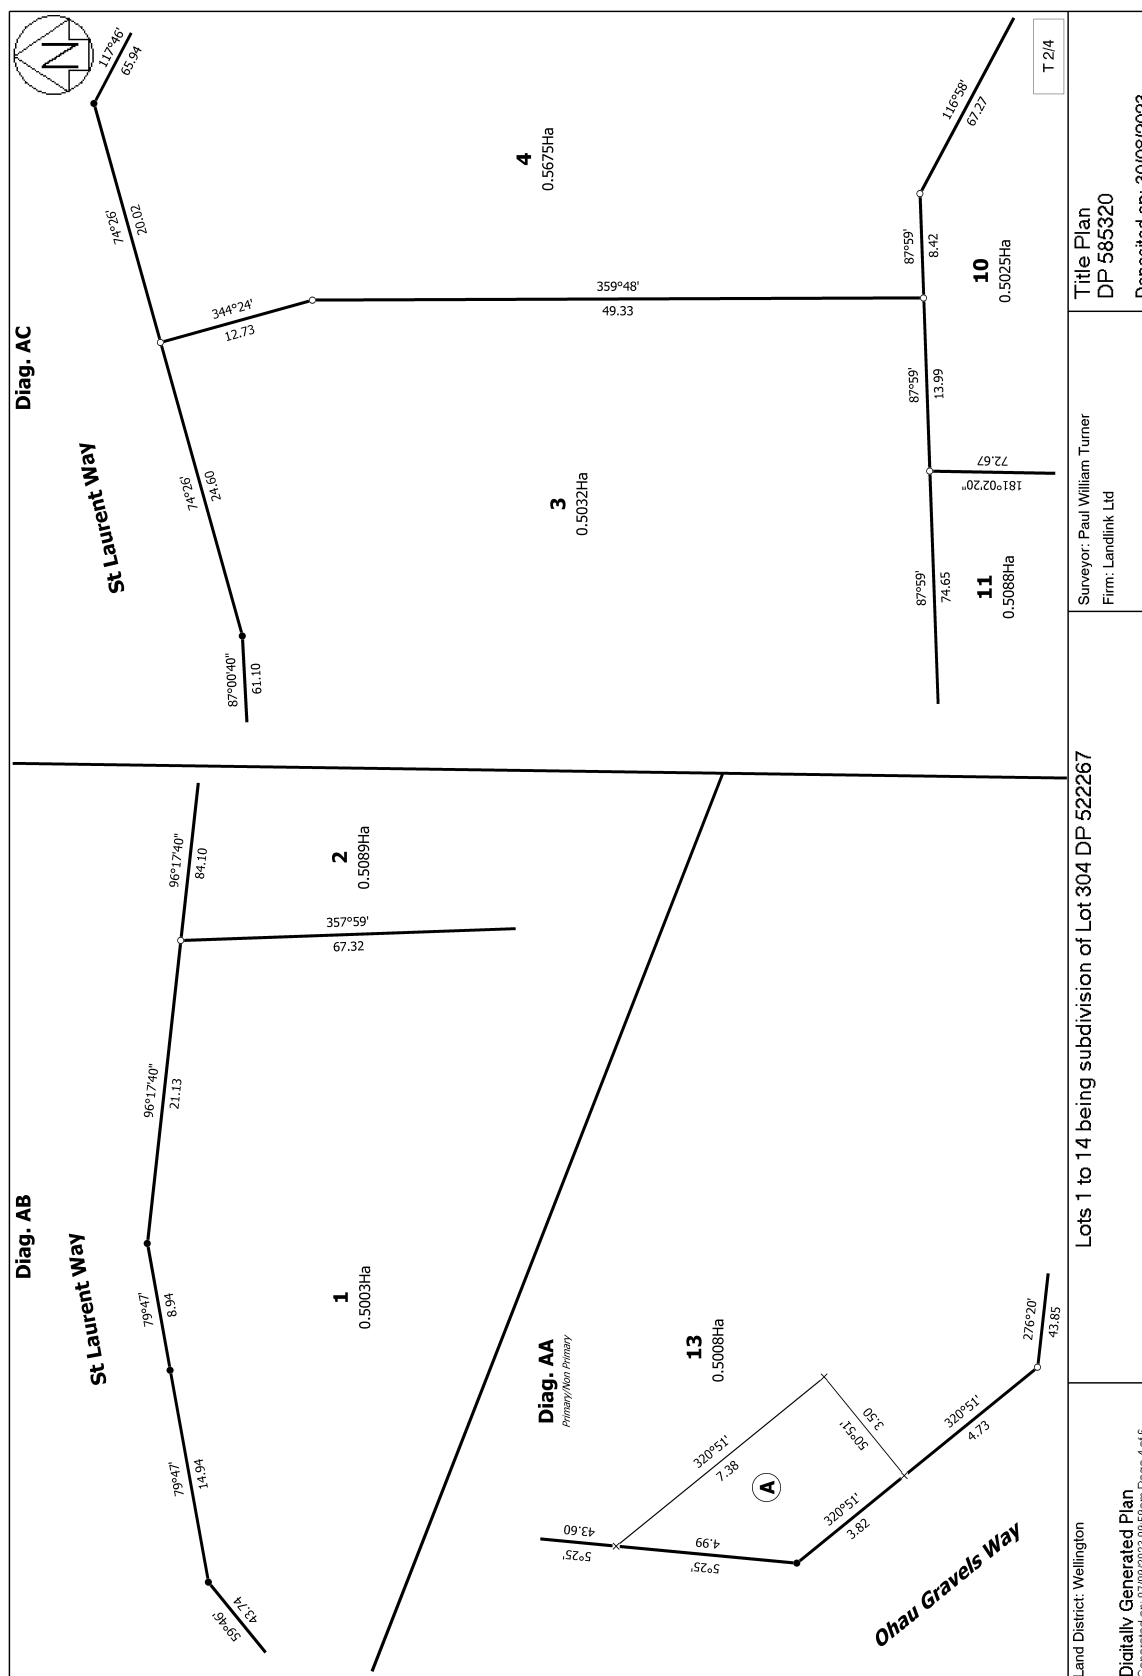 Diag. AB
St Laurent Way
59°46'
43.74
79°47'
14.94
79°47'
8.94
96°17'40"
21.13
96°17'40"
84.10
357°59'
67.32
1
0.5003Ha
2
0.5089Ha
Diag. AC
N
St Laurent Way
87°00'40"
61.10
74°26'
24.60
74°26'
20.02
117°46'
65.94
344°24'
12.73
359°48'
49.33
3
0.5032Ha
4
0.5675Ha
87°59'
74.65
87°59'
13.99
87°59'
8.42
116°58'
67.27
181°02'20"
72.67
11
0.5088Ha
10
0.5025Ha
T 2/4
Diag. AA
Primary/Non Primary
13
0.5008Ha
5°25'
43.60
5°25'
4.99
320°51'
7.38
50°51'
3.50
A
320°51'
3.82
320°51'
4.73
276°20'
43.85
Ohau Gravels Way
Land District: Wellington
Digitally Generated Plan
Lots 1 to 14 being subdivision of Lot 304 DP 522267
Surveyor: Paul William Turner
Firm: Landlink Ltd
Title Plan
DP 585320
Deposited on: 30/08/2023